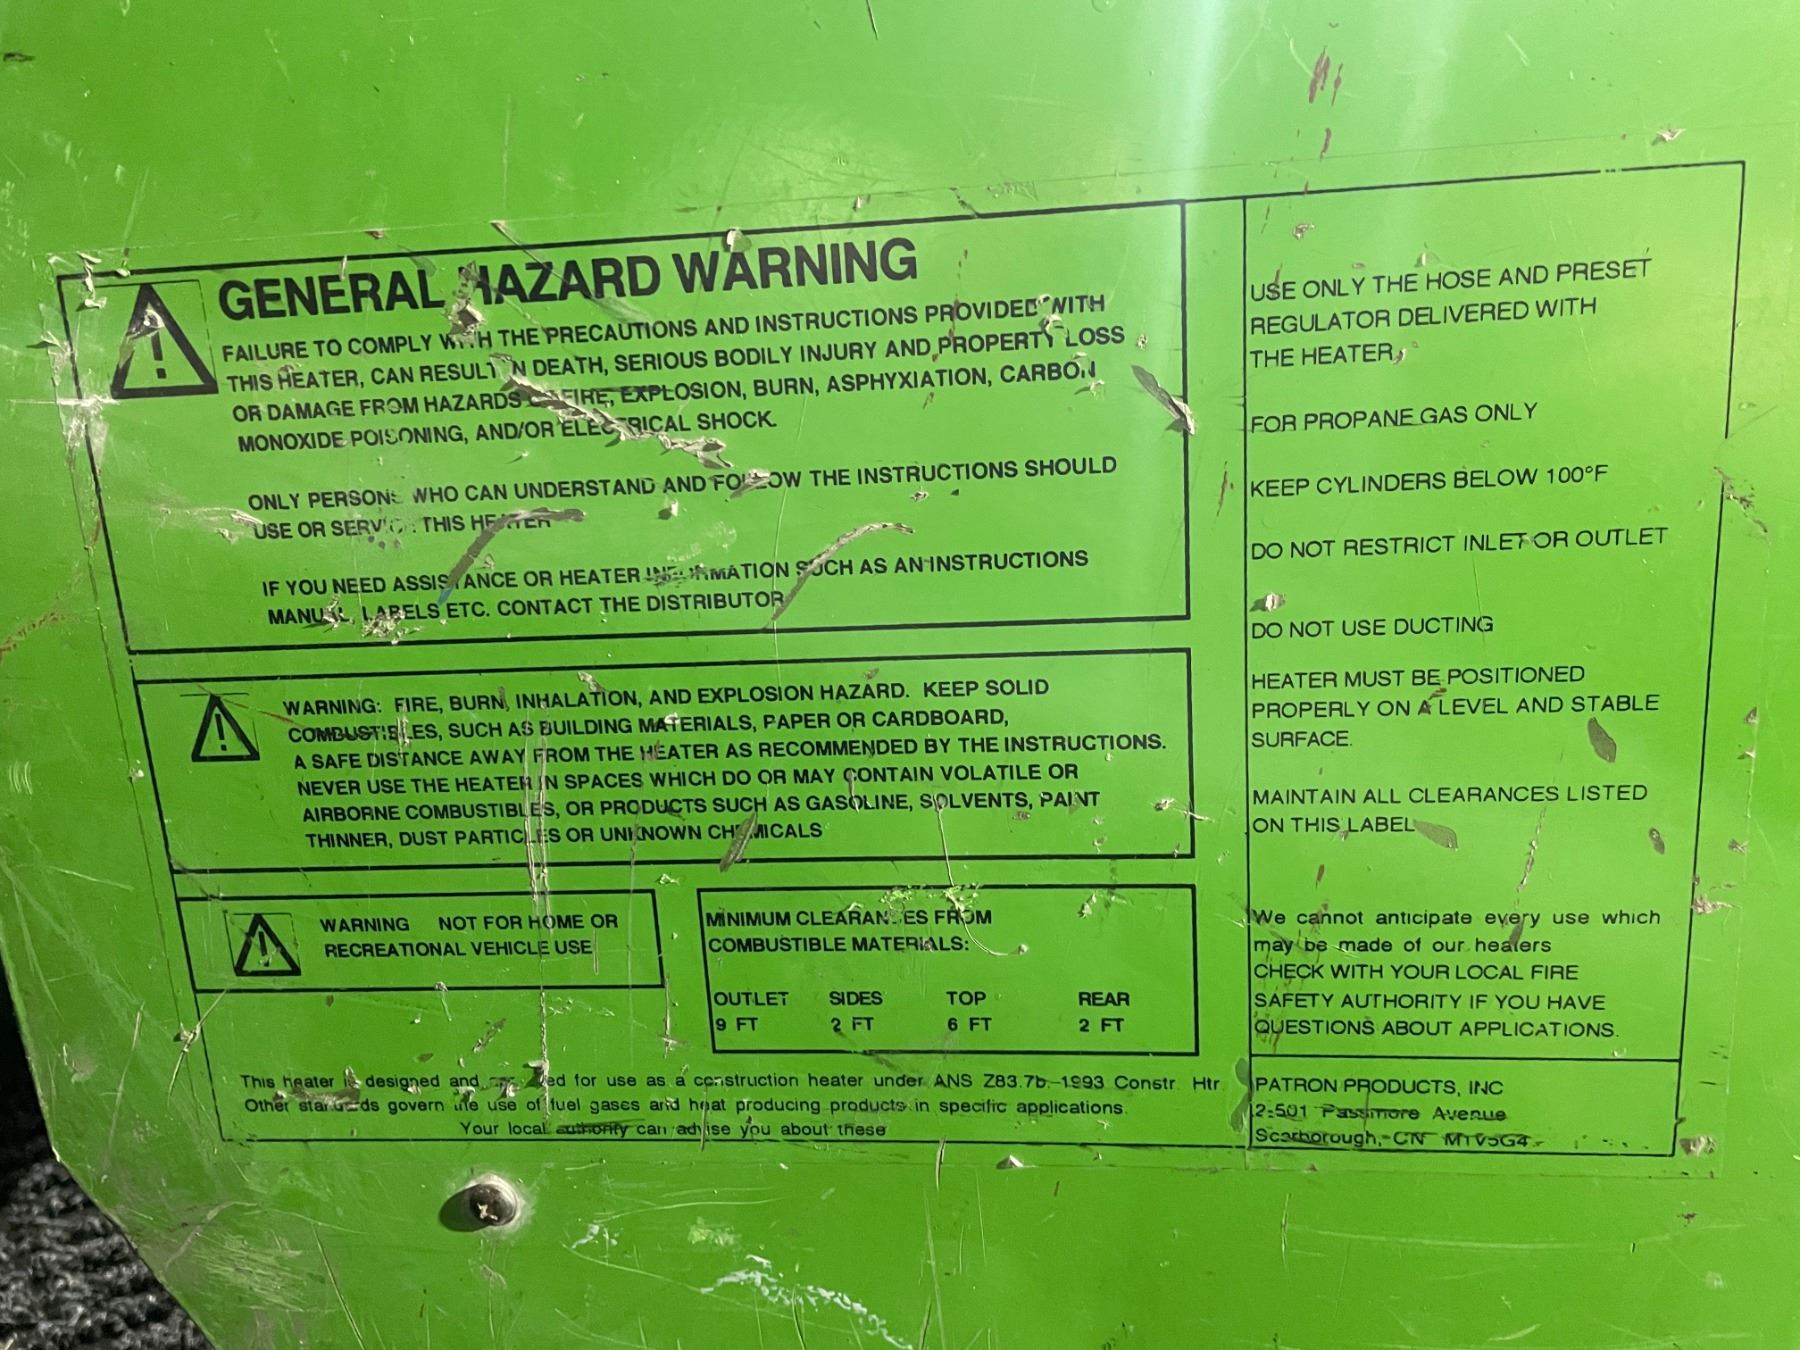 GENERAL HAZARD WARNING
FAILURE TO COMPLY WITH THE PRECAUTIONS AND INSTRUCTIONS PROVIDED WITH
THIS HEATER, CAN RESULT IN DEATH, SERIOUS BODILY INJURY AND PROPERTY LOSS
OR DAMAGE FROM HAZARDS OF FIRE, EXPLOSION, BURN, ASPHYXIATION, CARBON
MONOXIDE POISONING, AND/OR ELECTRICAL SHOCK.
ONLY PERSONS WHO CAN UNDERSTAND AND FOLLOW THE INSTRUCTIONS SHOULD
USE OR SERVICE THIS HEATER
IF YOU NEED ASSISTANCE OR HEATER INFORMATION SUCH AS AN INSTRUCTIONS
MANUAL, LABELS ETC. CONTACT THE DISTRIBUTOR
WARNING: FIRE, BURN, INHALATION, AND EXPLOSION HAZARD. KEEP SOLID
COMBUSTIBLES, SUCH AS BUILDING MATERIALS, PAPER OR CARDBOARD,
A SAFE DISTANCE AWAY FROM THE HEATER AS RECOMMENDED BY THE INSTRUCTIONS.
NEVER USE THE HEATER IN SPACES WHICH DO OR MAY CONTAIN VOLATILE OR
AIRBORNE COMBUSTIBLES, OR PRODUCTS SUCH AS GASOLINE, SOLVENTS, PAINT
THINNER, DUST PARTICLES OR UNKNOWN CHEMICALS
WARNING NOT FOR HOME OR
RECREATIONAL VEHICLE USE
MINIMUM CLEARANCES FROM
COMBUSTIBLE MATERIALS:
OUTLET SIDES TOP REAR
9 FT 2 FT 6 FT 2 FT
This heater is designed and approved for use as a construction heater under ANS Z83.7b.-1993 Constr. Htr.
Other standards govern the use of fuel gases and heat producing products in specific applications.
Your local authority can advise you about these
USE ONLY THE HOSE AND PRESET
REGULATOR DELIVERED WITH
THE HEATER,
FOR PROPANE GAS ONLY
KEEP CYLINDERS BELOW 100°F
DO NOT RESTRICT INLET OR OUTLET
DO NOT USE DUCTING
HEATER MUST BE POSITIONED
PROPERLY ON A LEVEL AND STABLE
SURFACE.
MAINTAIN ALL CLEARANCES LISTED
ON THIS LABEL
We cannot anticipate every use which
may be made of our heaters
CHECK WITH YOUR LOCAL FIRE
SAFETY AUTHORITY IF YOU HAVE
QUESTIONS ABOUT APPLICATIONS.
PATRON PRODUCTS, INC
2-501 Passmore Avenue
Scarborough, CN M1V5G4